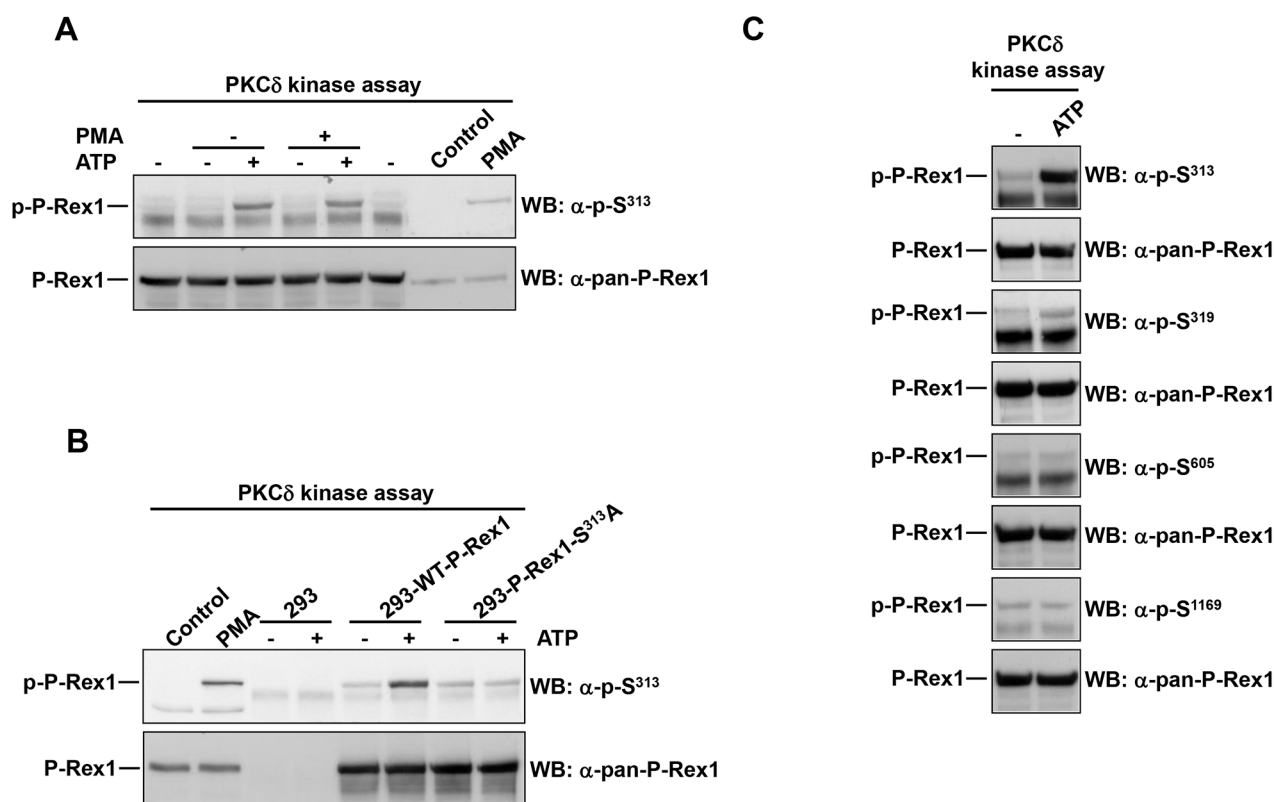 A
PKCδ kinase assay
PMA - + Control PMA
ATP - - + - + -
p-P-Rex1 WB: α-p-S³¹³
P-Rex1 WB: α-pan-P-Rex1
B
PKCδ kinase assay
Control PMA 293 293-WT-P-Rex1 293-P-Rex1-S³¹³A
- + - + - + ATP
p-P-Rex1 WB: α-p-S³¹³
P-Rex1 WB: α-pan-P-Rex1
C
PKCδ
kinase assay
- ATP
p-P-Rex1 WB: α-p-S³¹³
P-Rex1 WB: α-pan-P-Rex1
p-P-Rex1 WB: α-p-S³¹⁹
P-Rex1 WB: α-pan-P-Rex1
p-P-Rex1 WB: α-p-S⁶⁰⁵
P-Rex1 WB: α-pan-P-Rex1
p-P-Rex1 WB: α-p-S¹¹⁶⁹
P-Rex1 WB: α-pan-P-Rex1